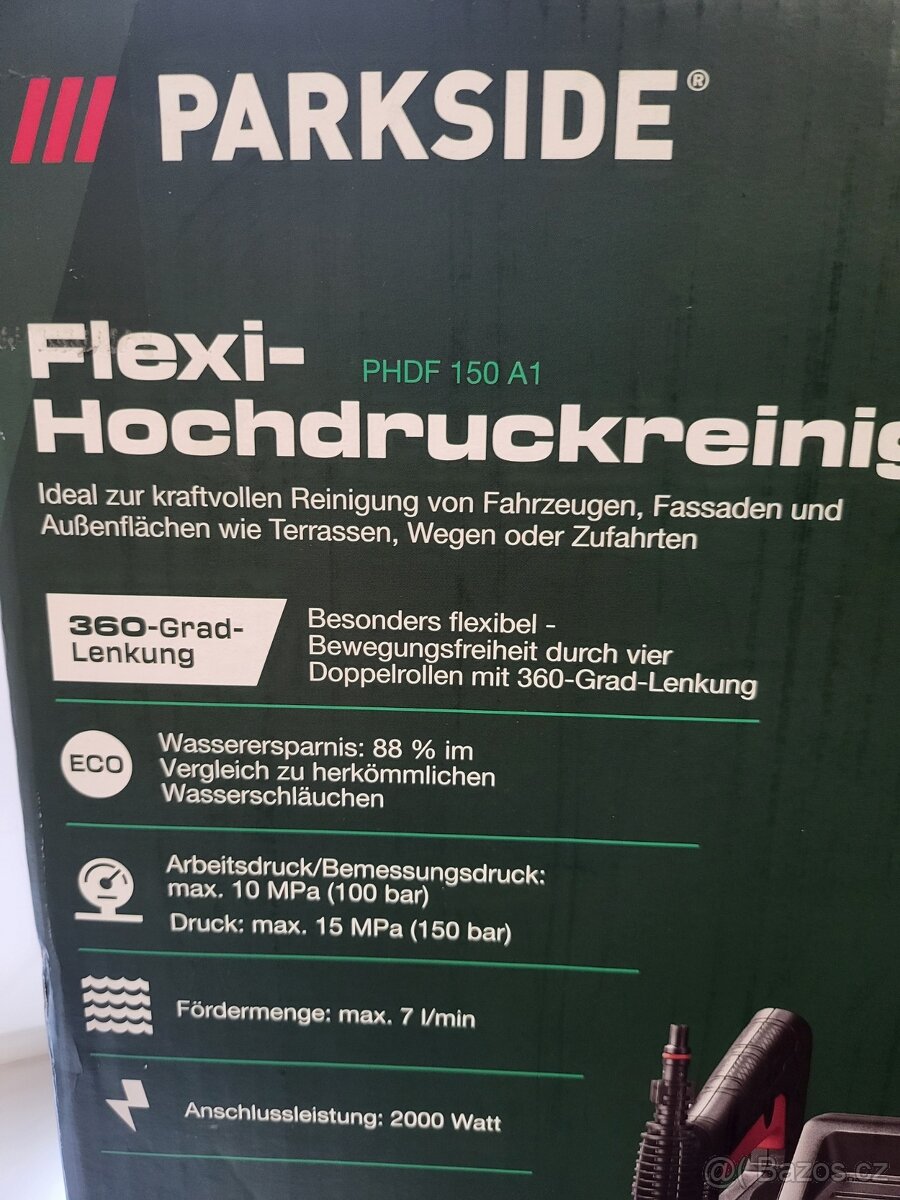 PARKSIDE®
Flexi-
PHDF 150 A1
Hochdruckreinig
Ideal zur kraftvollen Reinigung von Fahrzeugen, Fassaden und
Außenflächen wie Terrassen, Wegen oder Zufahrten
360-Grad-
Lenkung
Besonders flexibel -
Bewegungsfreiheit durch vier
Doppelrollen mit 360-Grad-Lenkung
ECO
Wasserersparnis: 88 % im
Vergleich zu herkömmlichen
Wasserschläuchen
Arbeitsdruck/Bemessungsdruck:
max. 10 MPa (100 bar)
Druck: max. 15 MPa (150 bar)
Fördermenge: max. 7 l/min
Anschlussleistung: 2000 Watt
@ Bazos.cz